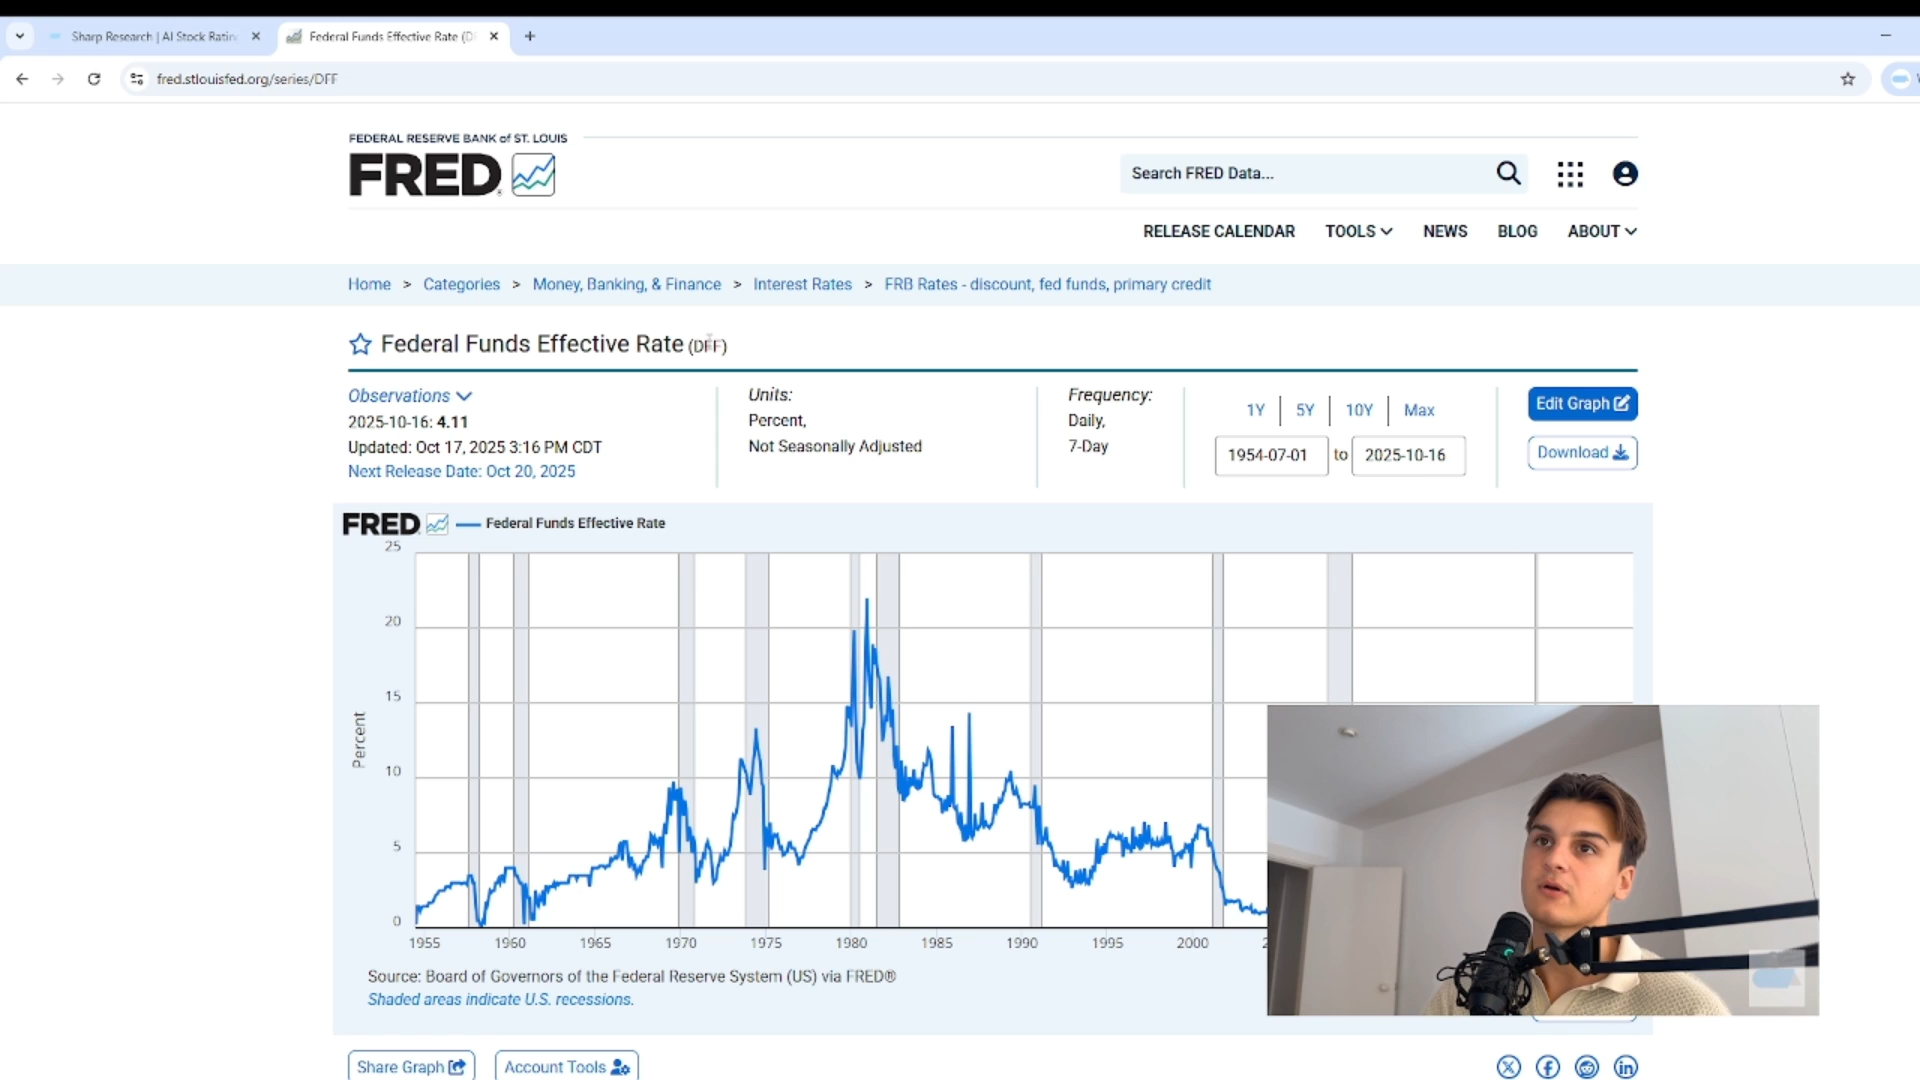 Sharp Research | AI Stock Ratin
Federal Funds Effective Rate (D
fred.stlouisfed.org/series/DFF
FEDERAL RESERVE BANK of ST. LOUIS
FRED
Search FRED Data...
RELEASE CALENDAR TOOLS NEWS BLOG ABOUT
Home > Categories > Money, Banking, & Finance > Interest Rates > FRB Rates - discount, fed funds, primary credit
Federal Funds Effective Rate (DFF)
Observations
2025-10-16: 4.11
Updated: Oct 17, 2025 3:16 PM CDT
Next Release Date: Oct 20, 2025
Units:
Percent,
Not Seasonally Adjusted
Frequency:
Daily,
7-Day
1Y | 5Y | 10Y | Max
1954-07-01 to 2025-10-16
Edit Graph
Download
FRED Federal Funds Effective Rate
25
20
15
10
5
0
Percent
1955 1960 1965 1970 1975 1980 1985 1990 1995 2000
Source: Board of Governors of the Federal Reserve System (US) via FRED®
Shaded areas indicate U.S. recessions.
Share Graph Account Tools